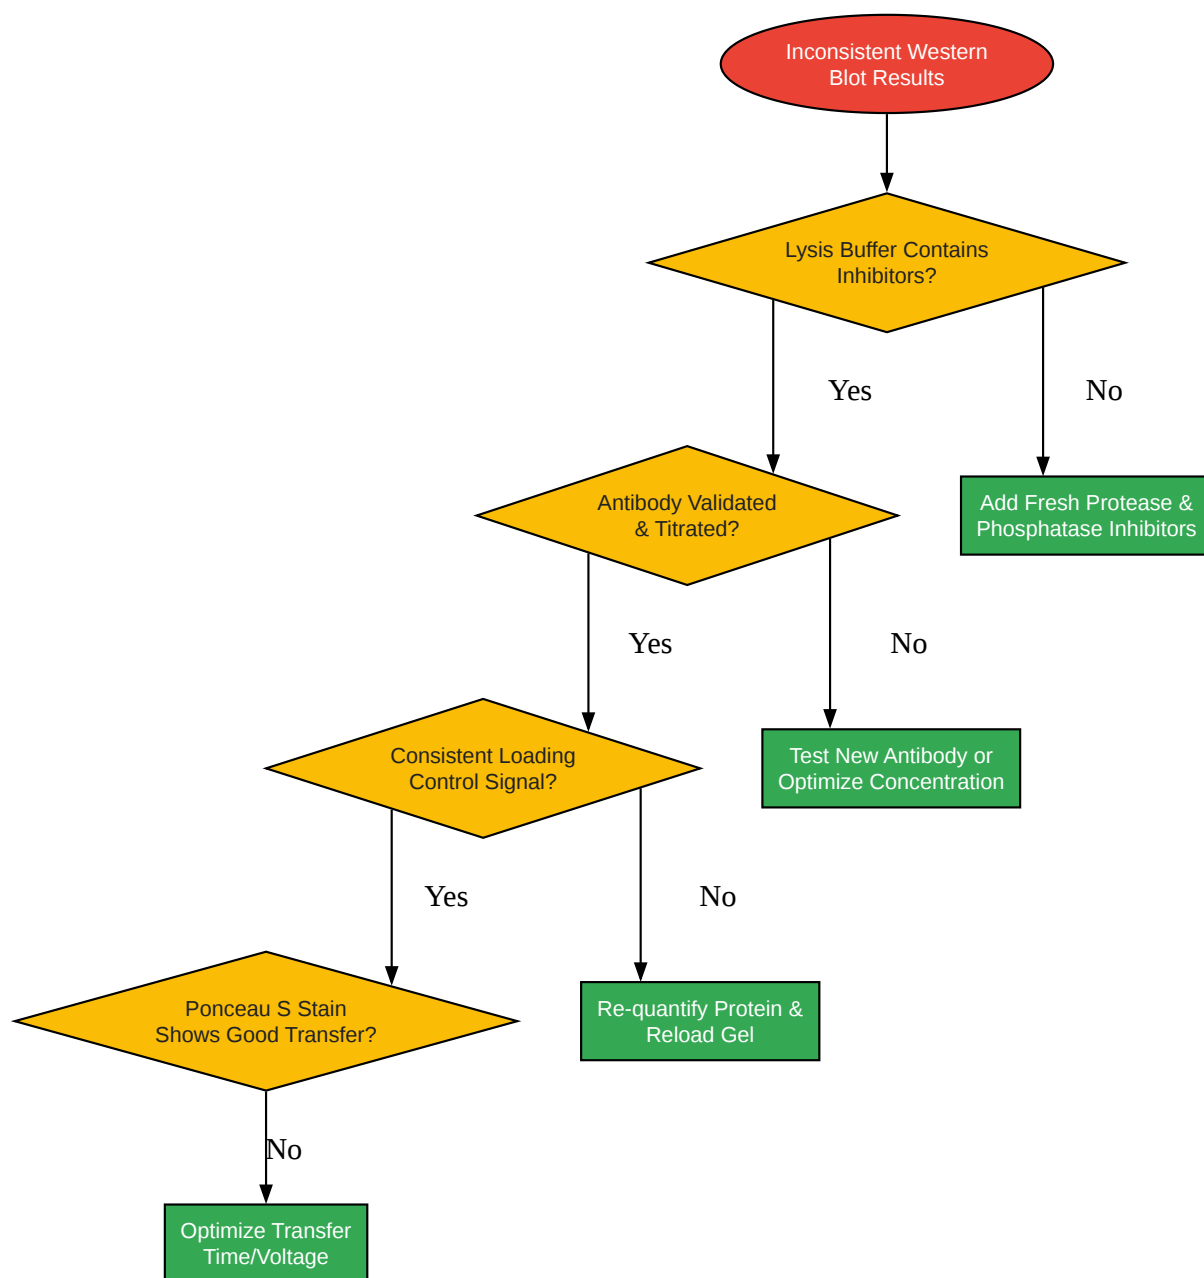 Inconsistent Western
Blot Results
Lysis Buffer Contains
Inhibitors?
Yes
No
Antibody Validated
& Titrated?
Add Fresh Protease &
Phosphatase Inhibitors
Yes
No
Consistent Loading
Control Signal?
Test New Antibody or
Optimize Concentration
Yes
No
Ponceau S Stain
Shows Good Transfer?
Re-quantify Protein &
Reload Gel
No
Optimize Transfer
Time/Voltage